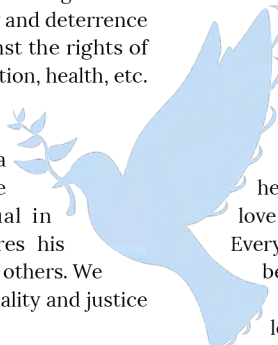 and deterrence
nst the rights of
tion, health, etc.
a
e
ual in
res his
others. We
ality and justice
he
love
Every
be
le